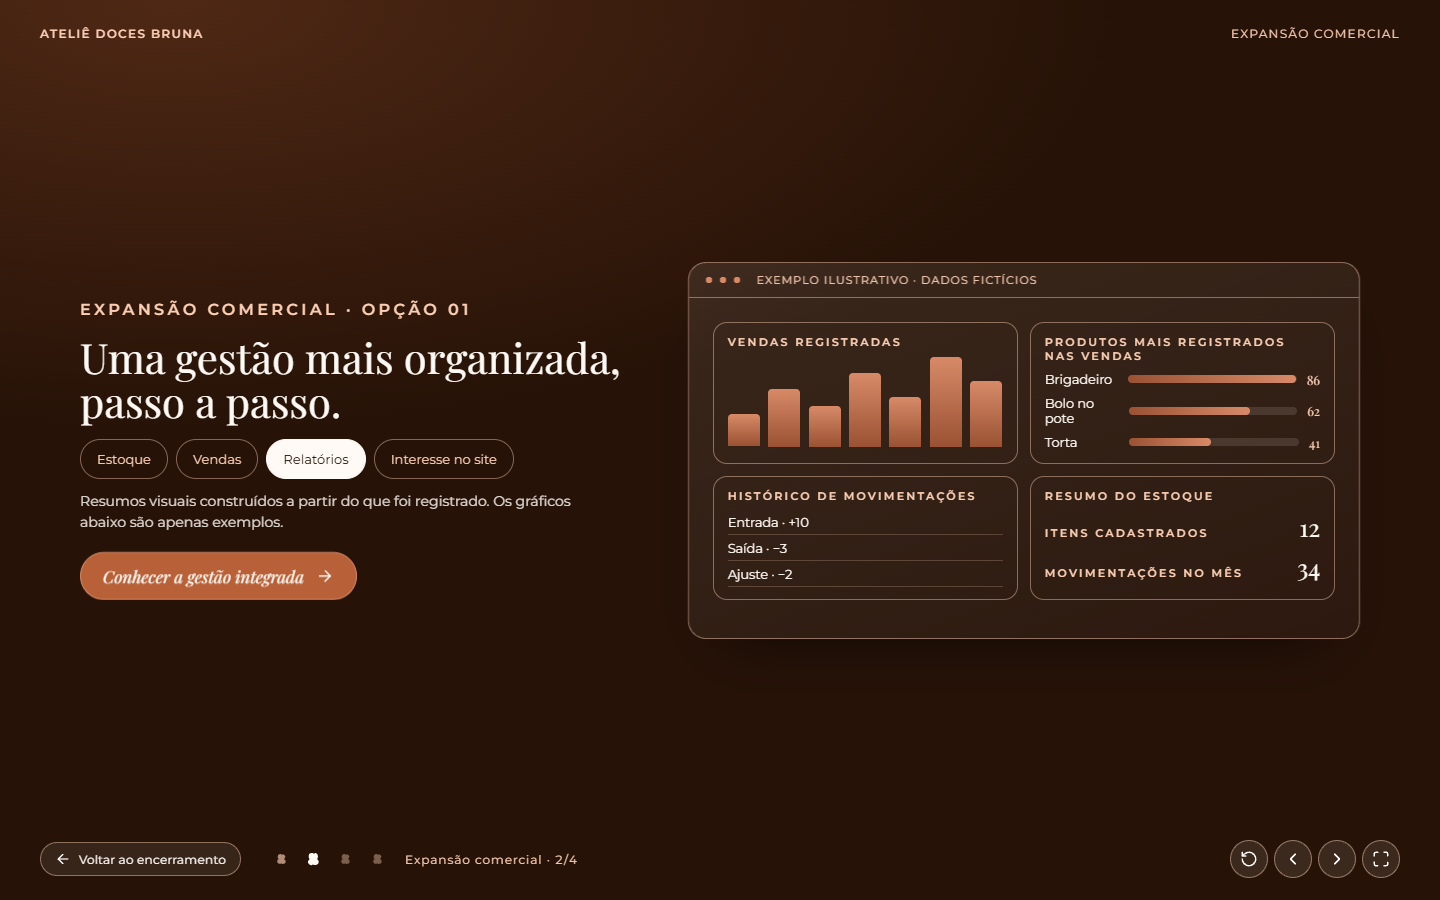 ATELIÊ DOCES BRUNA
EXPANSÃO COMERCIAL
EXPANSÃO COMERCIAL · OPÇÃO 01
Uma gestão mais organizada,
passo a passo.
Estoque
Vendas
Relatórios
Interesse no site
Resumos visuais construídos a partir do que foi registrado. Os gráficos
abaixo são apenas exemplos.
Conhecer a gestão integrada
EXEMPLO ILUSTRATIVO · DADOS FICTÍCIOS
VENDAS REGISTRADAS
PRODUTOS MAIS REGISTRADOS
NAS VENDAS
Brigadeiro 86
Bolo no
pote 62
Torta 41
HISTÓRICO DE MOVIMENTAÇÕES
Entrada · +10
Saída · −3
Ajuste · −2
RESUMO DO ESTOQUE
ITENS CADASTRADOS 12
MOVIMENTAÇÕES NO MÊS 34
Voltar ao encerramento
Expansão comercial · 2/4